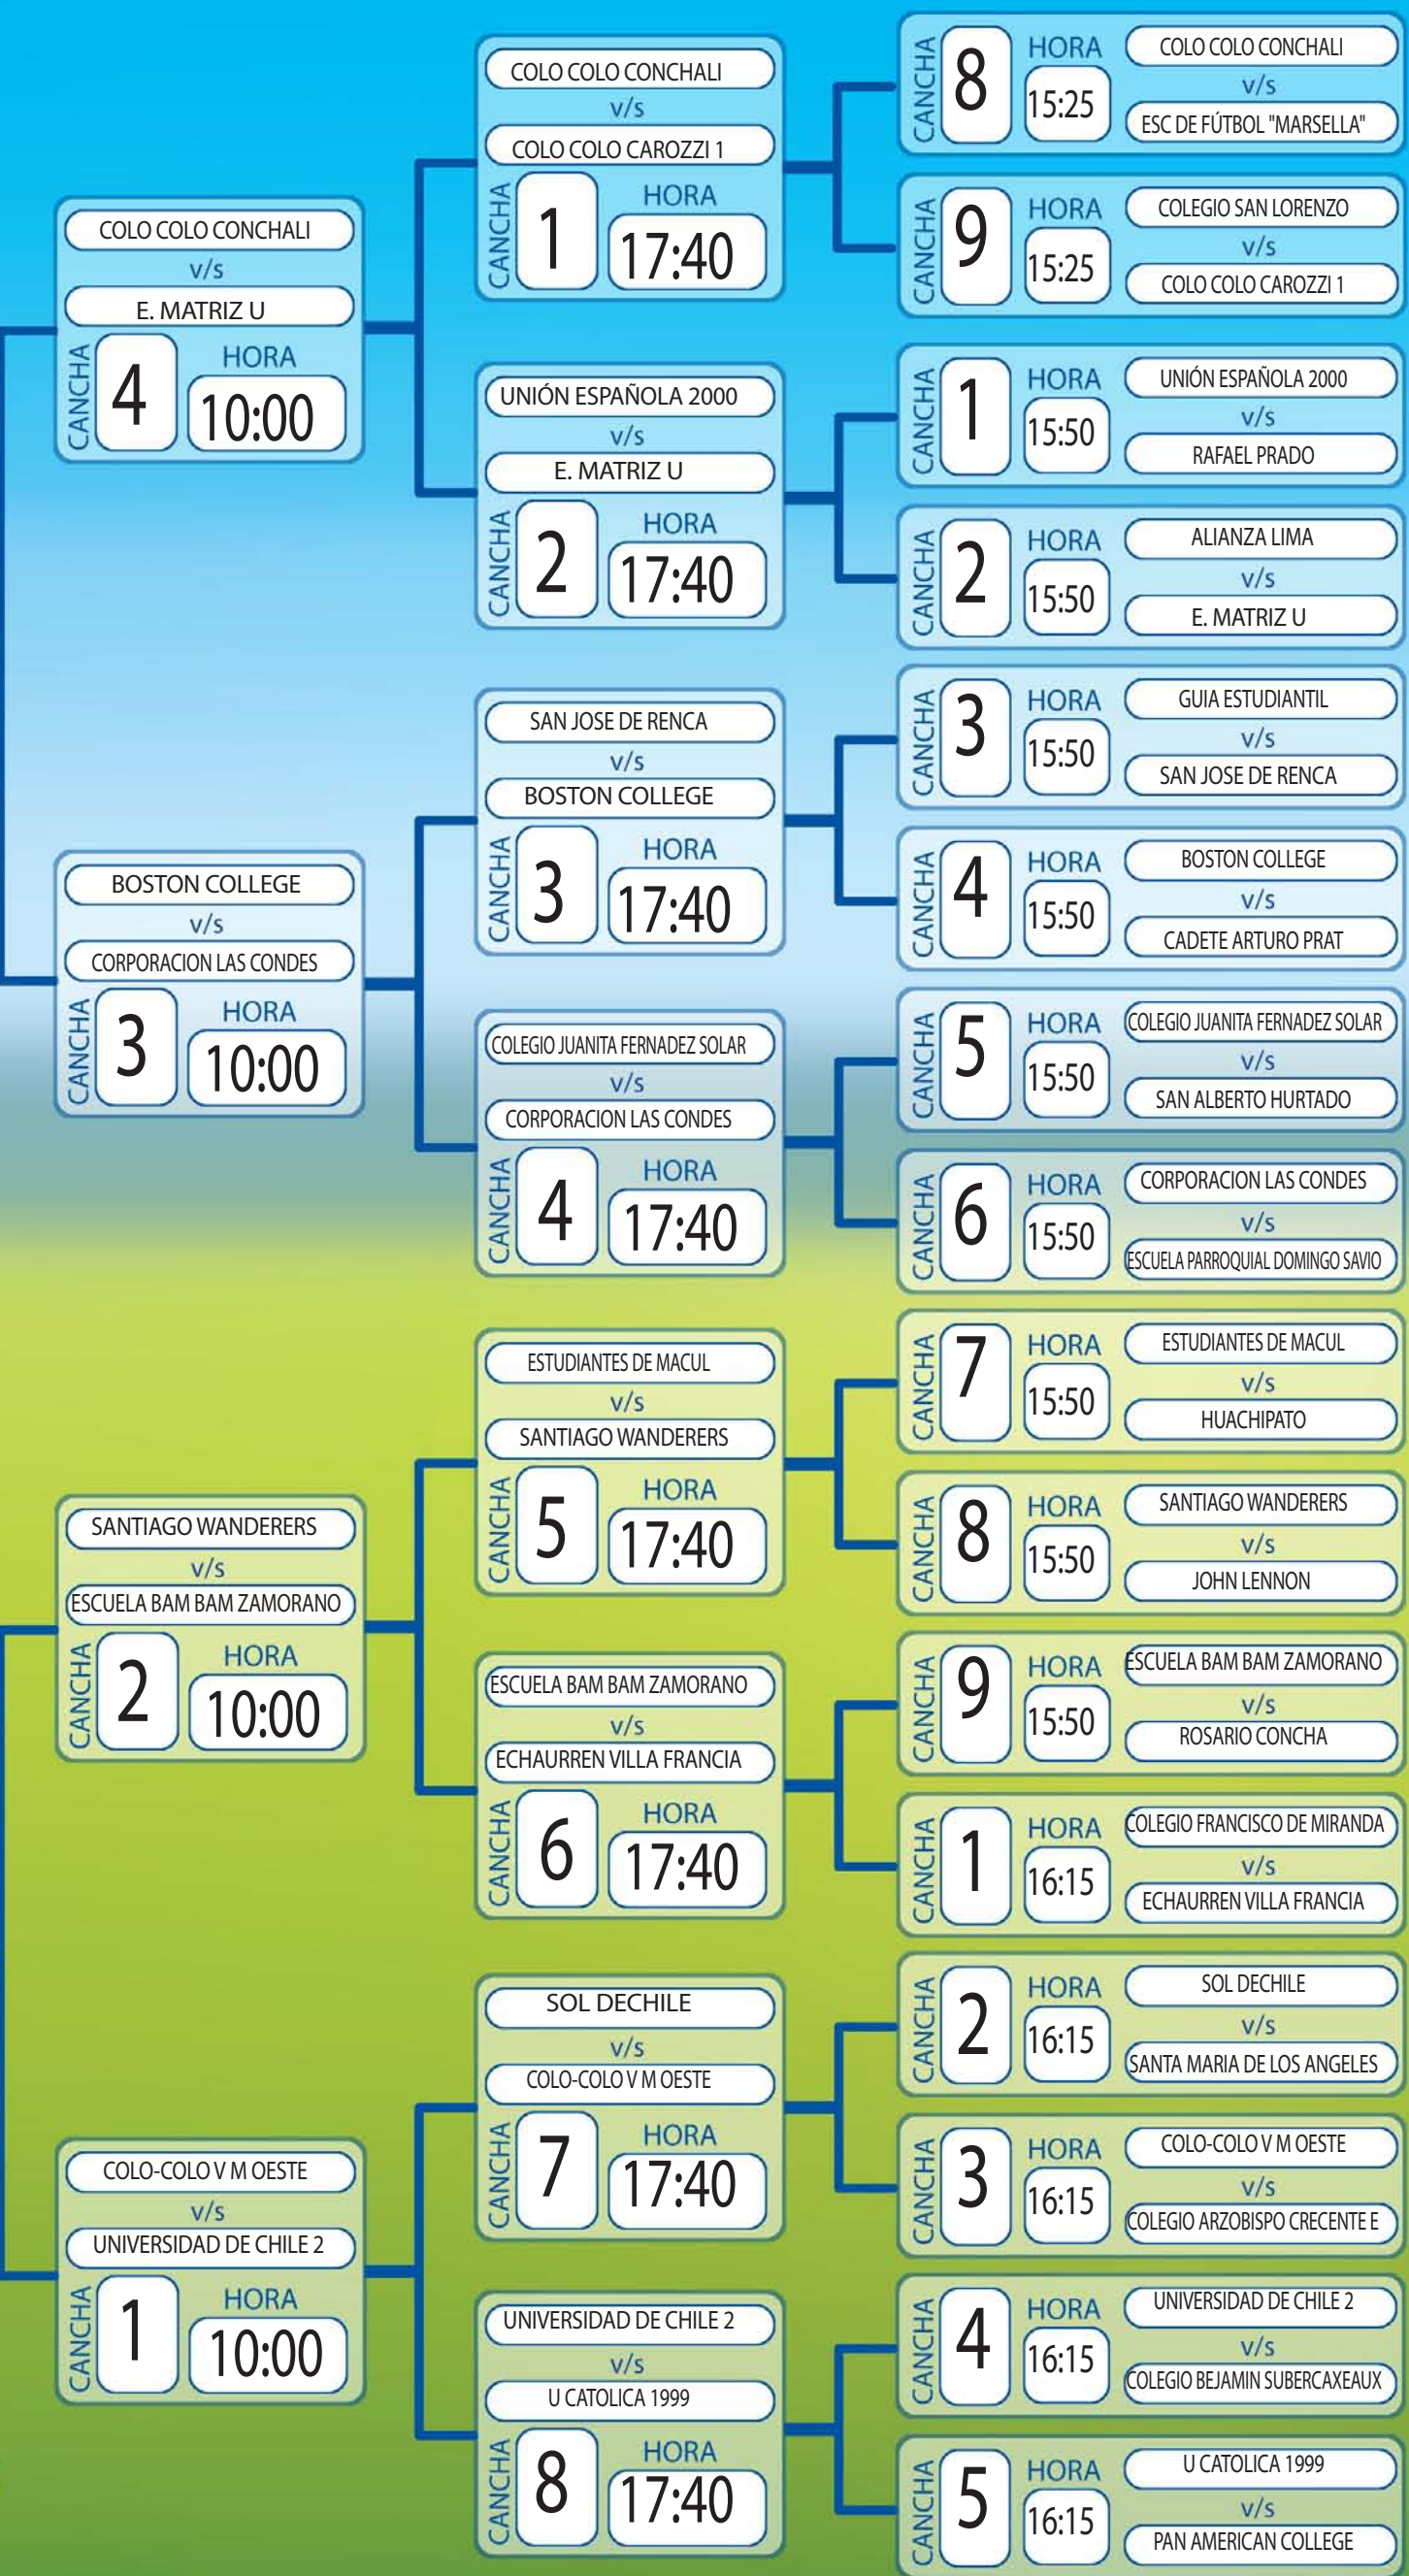 COLO COLO CONCHALI
v/s
E. MATRIZ U
CANCHA
4
HORA
10:00
BOSTON COLLEGE
v/s
CORPORACION LAS CONDES
CANCHA
3
HORA
10:00
SANTIAGO WANDERERS
v/s
ESCUELA BAM BAM ZAMORANO
CANCHA
2
HORA
10:00
COLO-COLO V M OESTE
v/s
UNIVERSIDAD DE CHILE 2
CANCHA
1
HORA
10:00
COLO COLO CONCHALI
v/s
COLO COLO CAROZZI 1
CANCHA
1
HORA
17:40
UNIÓN ESPAÑOLA 2000
v/s
E. MATRIZ U
CANCHA
2
HORA
17:40
SAN JOSE DE RENCA
v/s
BOSTON COLLEGE
CANCHA
3
HORA
17:40
COLEGIO JUANITA FERNADEZ SOLAR
v/s
CORPORACION LAS CONDES
CANCHA
4
HORA
17:40
ESTUDIANTES DE MACUL
v/s
SANTIAGO WANDERERS
CANCHA
5
HORA
17:40
ESCUELA BAM BAM ZAMORANO
v/s
ECHAURREN VILLA FRANCIA
CANCHA
6
HORA
17:40
SOL DECHILE
v/s
COLO-COLO V M OESTE
CANCHA
7
HORA
17:40
UNIVERSIDAD DE CHILE 2
v/s
U CATOLICA 1999
CANCHA
8
HORA
17:40
CANCHA
8
HORA
15:25
COLO COLO CONCHALI
v/s
ESC DE FÚTBOL "MARSELLA"
CANCHA
9
HORA
15:25
COLEGIO SAN LORENZO
v/s
COLO COLO CAROZZI 1
CANCHA
1
HORA
15:50
UNIÓN ESPAÑOLA 2000
v/s
RAFAEL PRADO
CANCHA
2
HORA
15:50
ALIANZA LIMA
v/s
E. MATRIZ U
CANCHA
3
HORA
15:50
GUIA ESTUDIANTIL
v/s
SAN JOSE DE RENCA
CANCHA
4
HORA
15:50
BOSTON COLLEGE
v/s
CADETE ARTURO PRAT
CANCHA
5
HORA
15:50
COLEGIO JUANITA FERNADEZ SOLAR
v/s
SAN ALBERTO HURTADO
CANCHA
6
HORA
15:50
CORPORACION LAS CONDES
v/s
ESCUELA PARROQUIAL DOMINGO SAVIO
CANCHA
7
HORA
15:50
ESTUDIANTES DE MACUL
v/s
HUACHIPATO
CANCHA
8
HORA
15:50
SANTIAGO WANDERERS
v/s
JOHN LENNON
CANCHA
9
HORA
15:50
ESCUELA BAM BAM ZAMORANO
v/s
ROSARIO CONCHA
CANCHA
1
HORA
16:15
COLEGIO FRANCISCO DE MIRANDA
v/s
ECHAURREN VILLA FRANCIA
CANCHA
2
HORA
16:15
SOL DECHILE
v/s
SANTA MARIA DE LOS ANGELES
CANCHA
3
HORA
16:15
COLO-COLO V M OESTE
v/s
COLEGIO ARZOBISPO CRECENTE E
CANCHA
4
HORA
16:15
UNIVERSIDAD DE CHILE 2
v/s
COLEGIO BEJAMIN SUBERCAXEAUX
CANCHA
5
HORA
16:15
U CATOLICA 1999
v/s
PAN AMERICAN COLLEGE